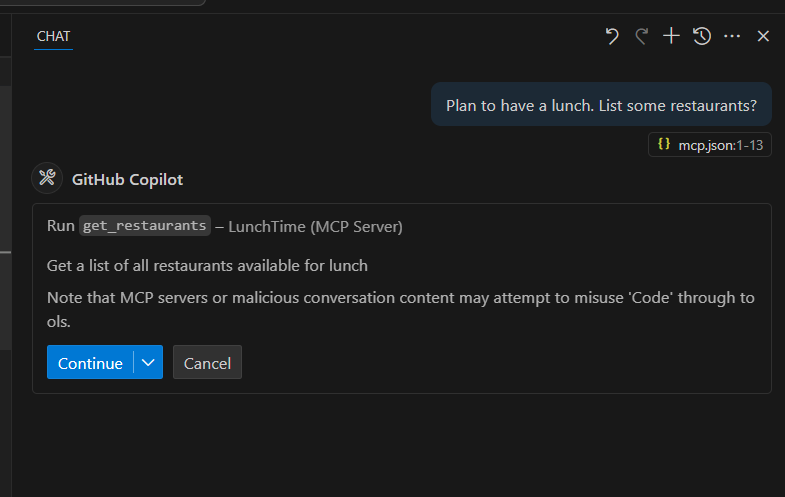 CHAT
Plan to have a lunch. List some restaurants?
{} mcp.json:1-13
GitHub Copilot
Run get_restaurants – LunchTime (MCP Server)
Get a list of all restaurants available for lunch
Note that MCP servers or malicious conversation content may attempt to misuse 'Code' through to
ols.
Continue
Cancel